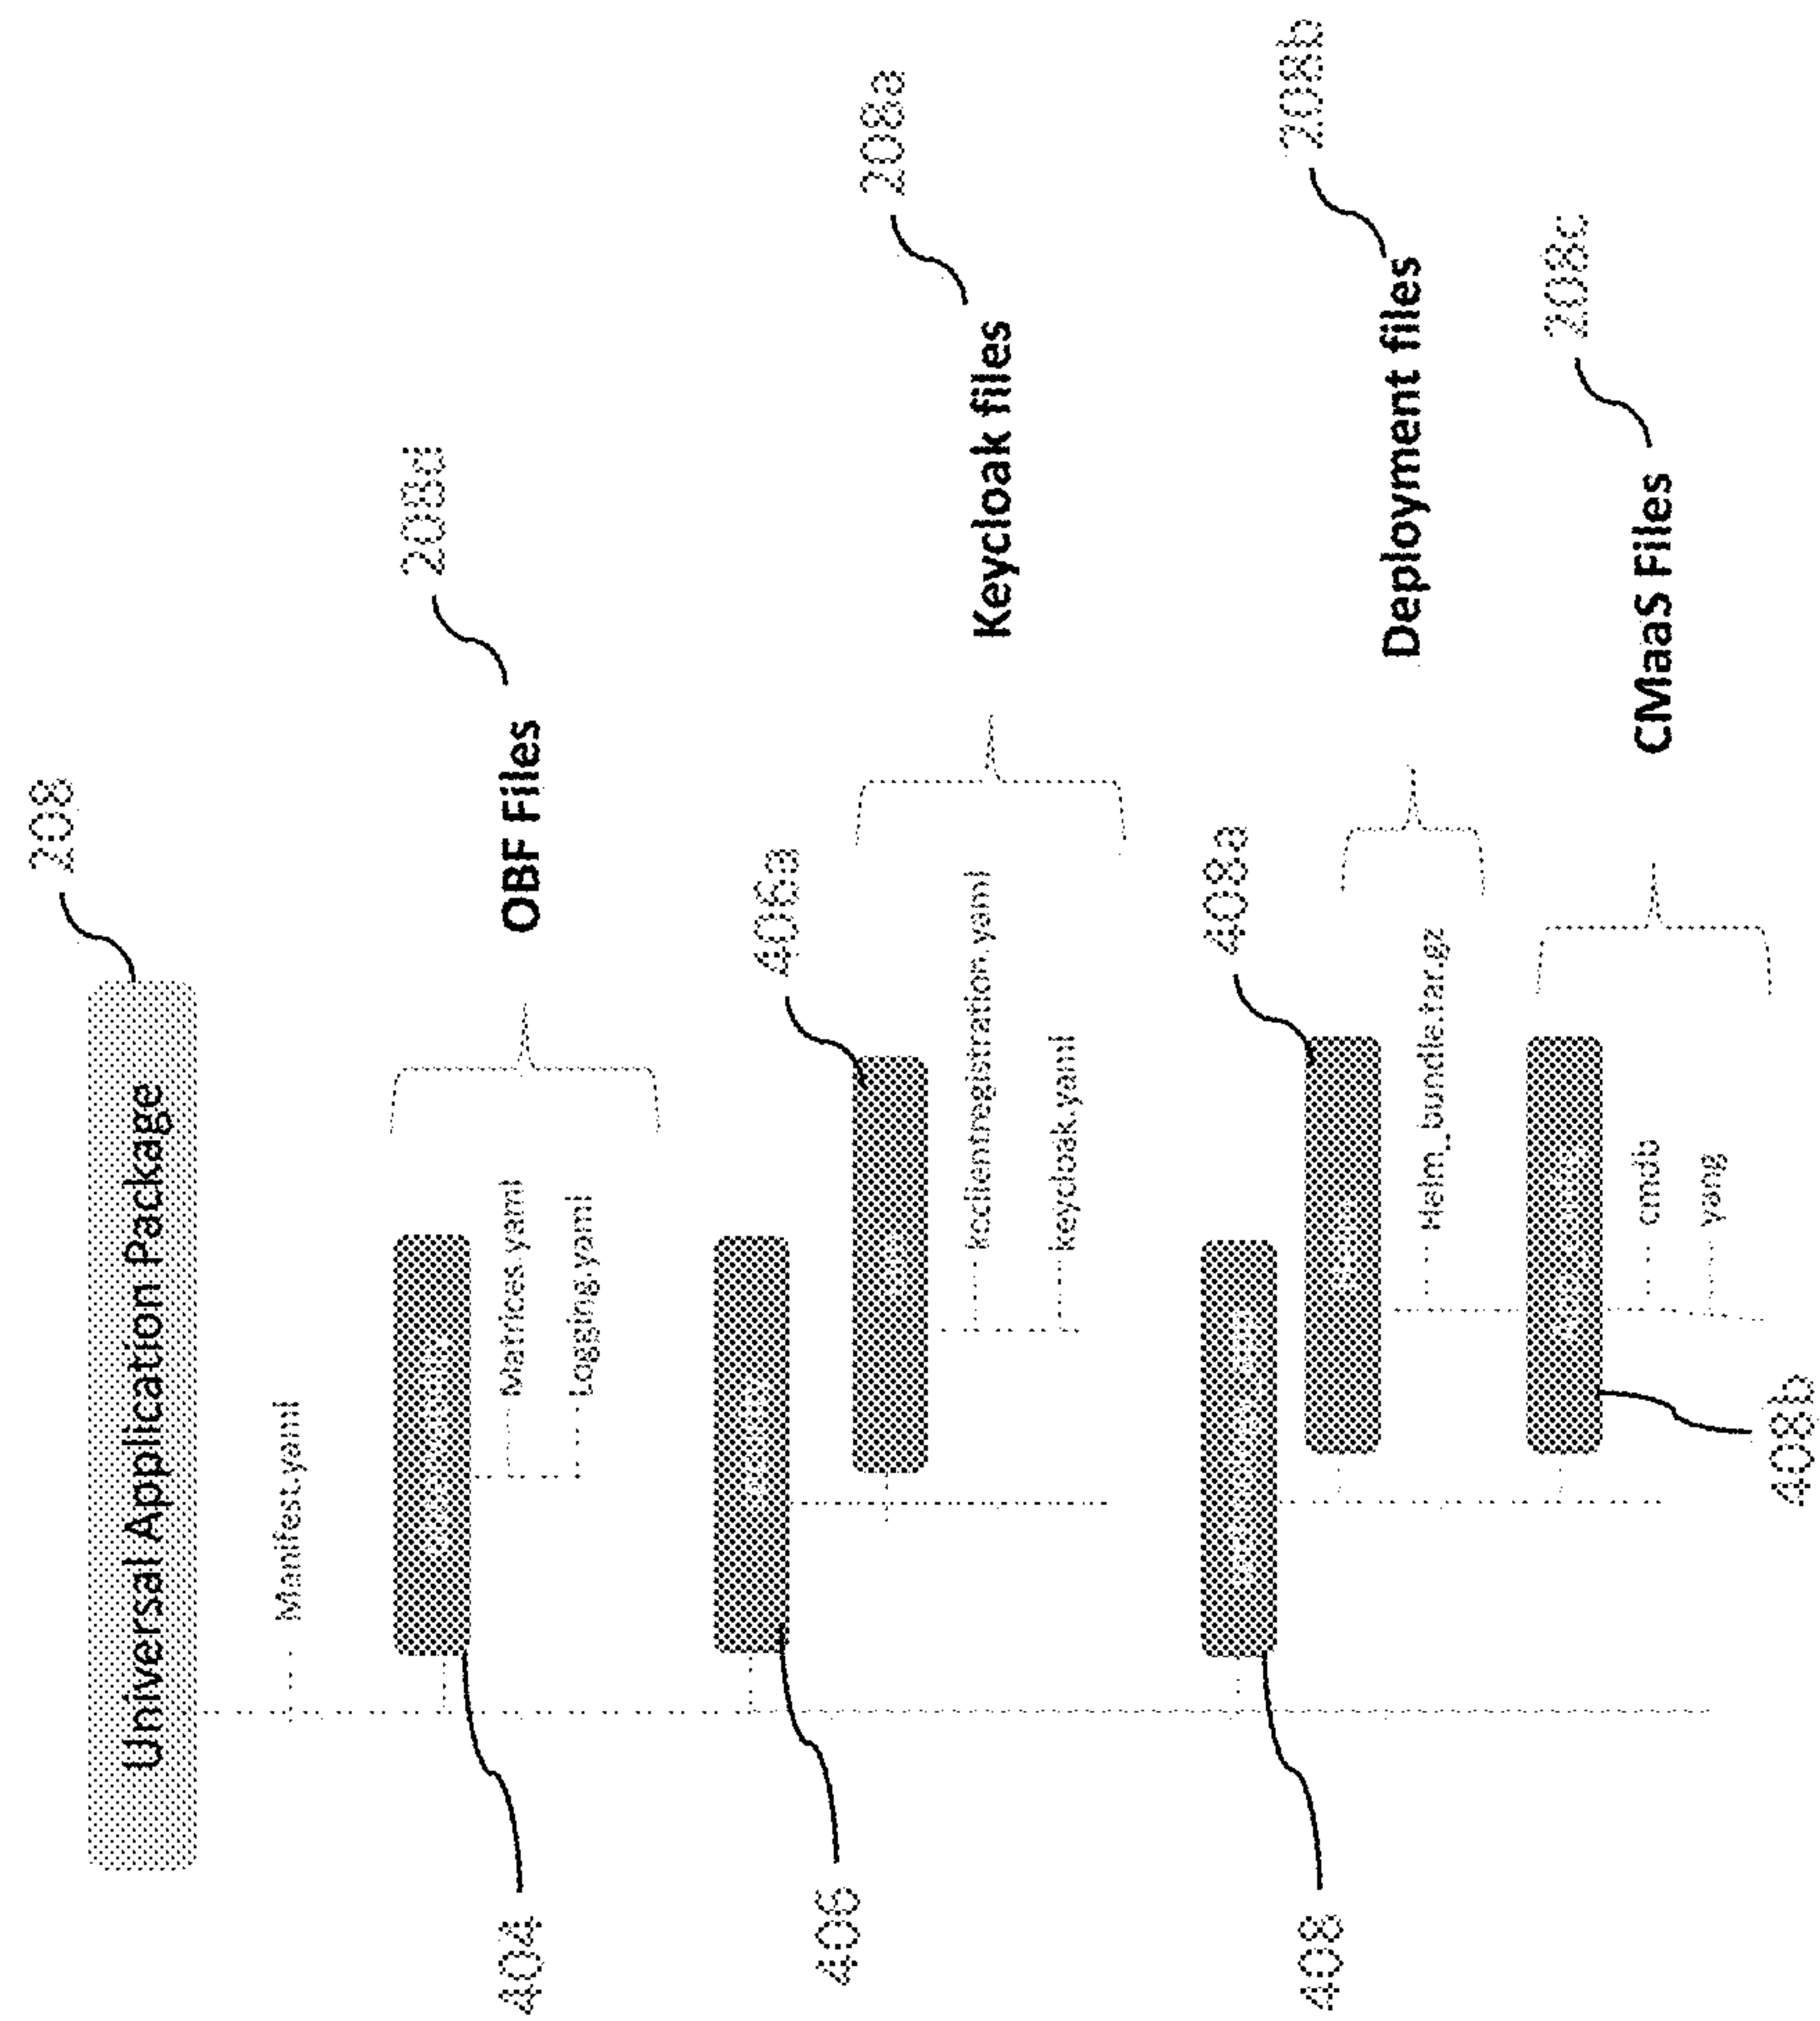 208
Universal Application Package
Manifest.yaml
404
208d
OBF Files
Matrices.yaml
Logging.yaml
406
406a
208a
Keycloak files
kcclientregistration.yaml
keycloak.yaml
408
408a
208b
Deployment files
Helm_bundle.tar.gz
408b
208c
CMaaS Files
cmdb
yang